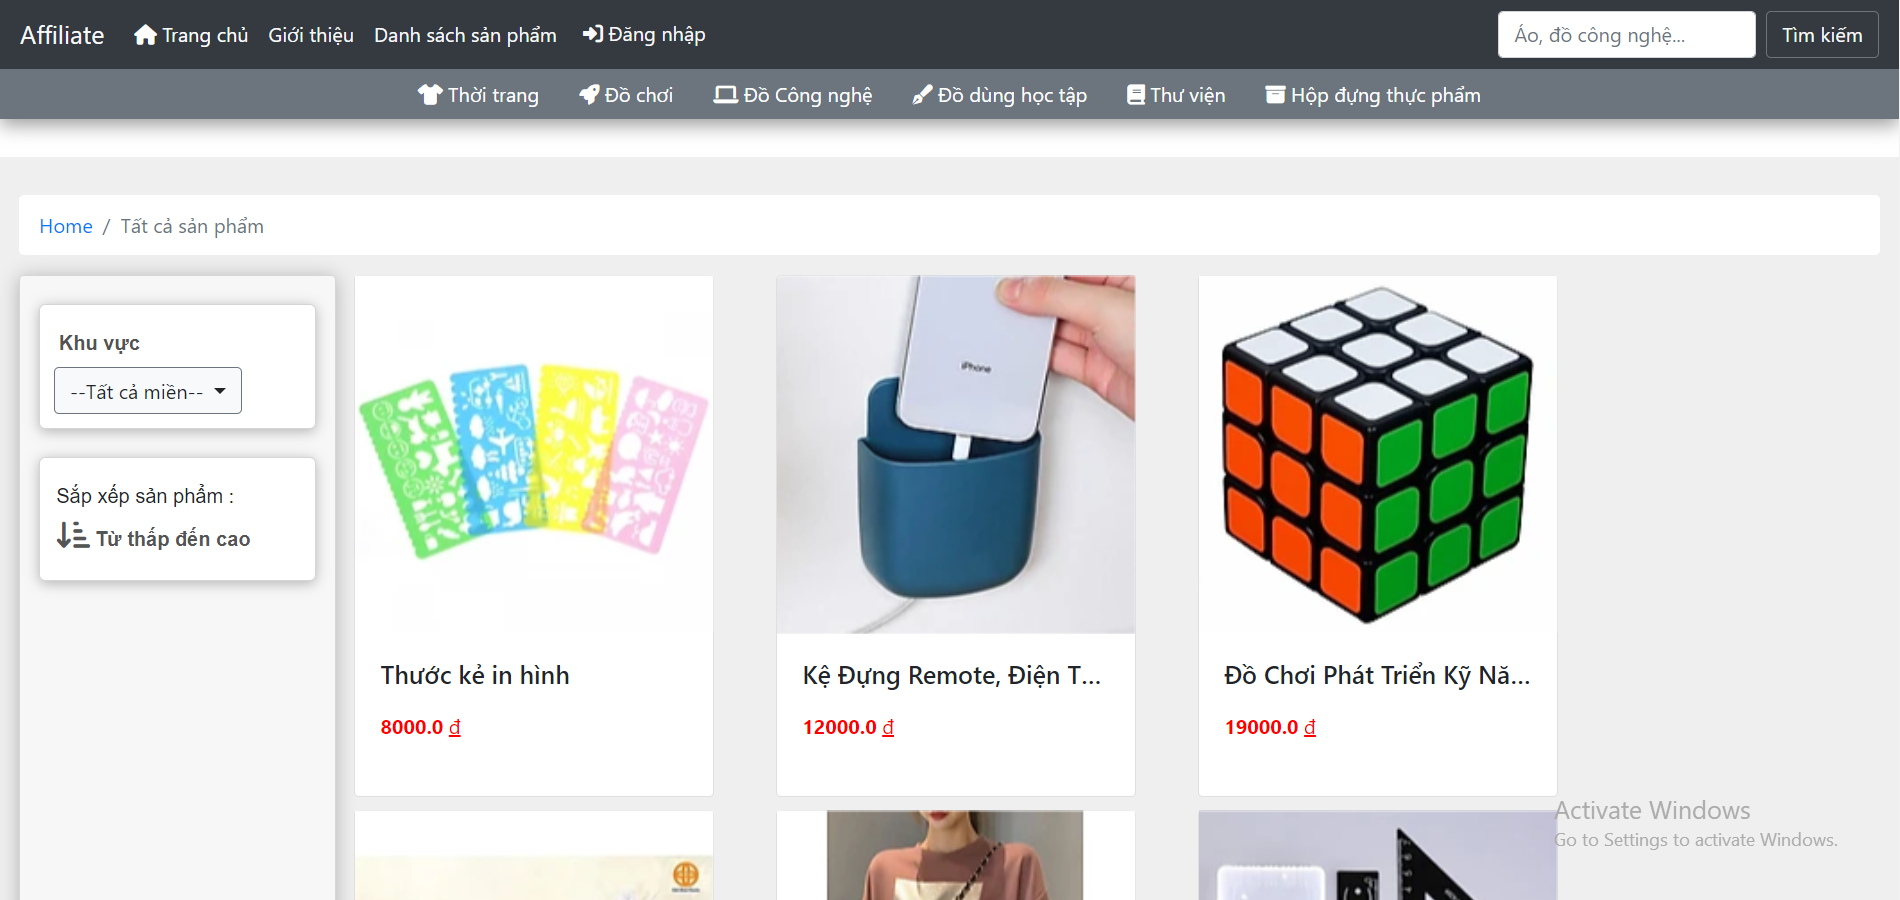 Affiliate Trang chủ Giới thiệu Danh sách sản phẩm Đăng nhập Áo, đồ công nghệ... Tìm kiếm
Thời trang Đồ chơi Đồ Công nghệ Đồ dùng học tập Thư viện Hộp đựng thực phẩm
Home / Tất cả sản phẩm
Khu vực
--Tất cả miền--
Sắp xếp sản phẩm :
Từ thấp đến cao
iPhone
Thước kẻ in hình
8000.0 ₫
Kệ Đựng Remote, Điện T...
12000.0 ₫
Đồ Chơi Phát Triển Kỹ Nă...
19000.0 ₫
Activate Windows
Go to Settings to activate Windows.